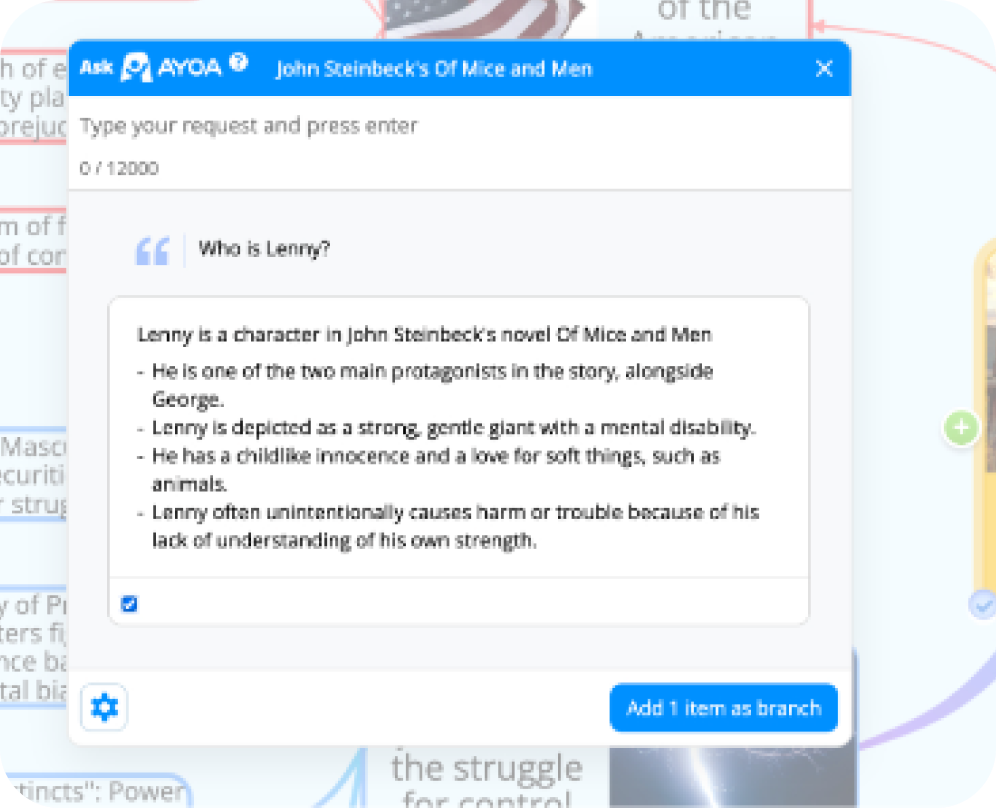 of the
American
h of e
ty pla
prejuc
Ask AYOA ? John Steinbeck's Of Mice and Men
Type your request and press enter
0 / 12000
m of f
of cor
Who is Lenny?
Lenny is a character in John Steinbeck's novel Of Mice and Men
- He is one of the two main protagonists in the story, alongside
George.
- Lenny is depicted as a strong, gentle giant with a mental disability.
- He has a childlike innocence and a love for soft things, such as
animals.
- Lenny often unintentionally causes harm or trouble because of his
lack of understanding of his own strength.
Mascu
ecuriti
r strug
y of Pr
ters fi
nce ba
tal bia
Add 1 item as branch
the struggle
for control
tincts": Power